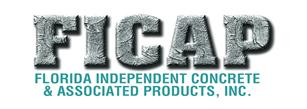 FICAP
FLORIDA INDEPENDENT CONCRETE
& ASSOCIATED PRODUCTS, INC.